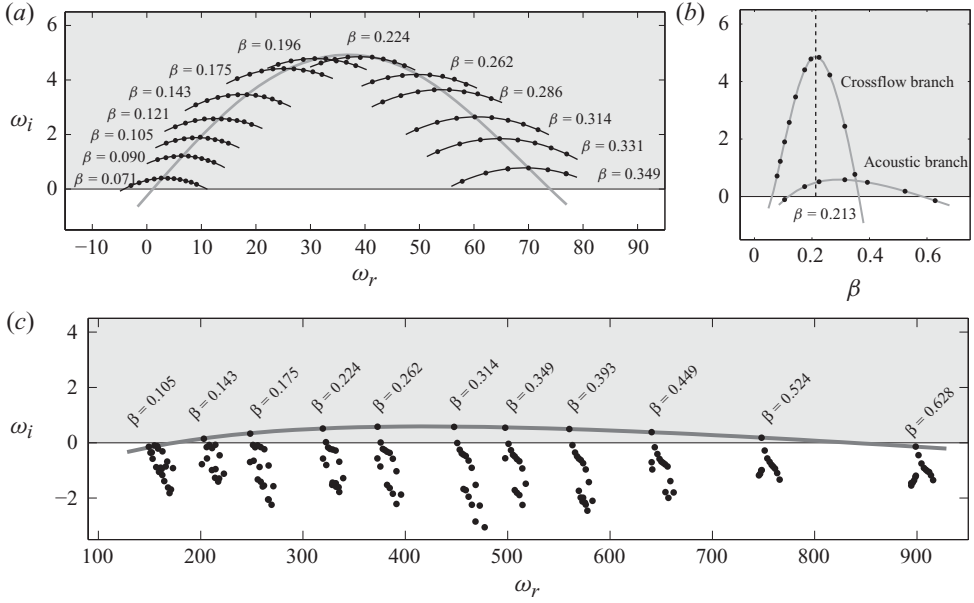 (a)
6
4
2
0
ωi
β = 0.196
β = 0.224
β = 0.175
β = 0.262
β = 0.143
β = 0.286
β = 0.121
β = 0.314
β = 0.105
β = 0.331
β = 0.090
β = 0.349
β = 0.071
−10 0 10 20 30 40 50 60 70 80 90
ωr
(b)
6
4
2
0
Crossflow branch
Acoustic branch
β = 0.213
0 0.2 0.4 0.6
β
(c)
4
2
0
−2
ωi
β = 0.105
β = 0.143
β = 0.175
β = 0.224
β = 0.262
β = 0.314
β = 0.349
β = 0.393
β = 0.449
β = 0.524
β = 0.628
100 200 300 400 500 600 700 800 900
ωr